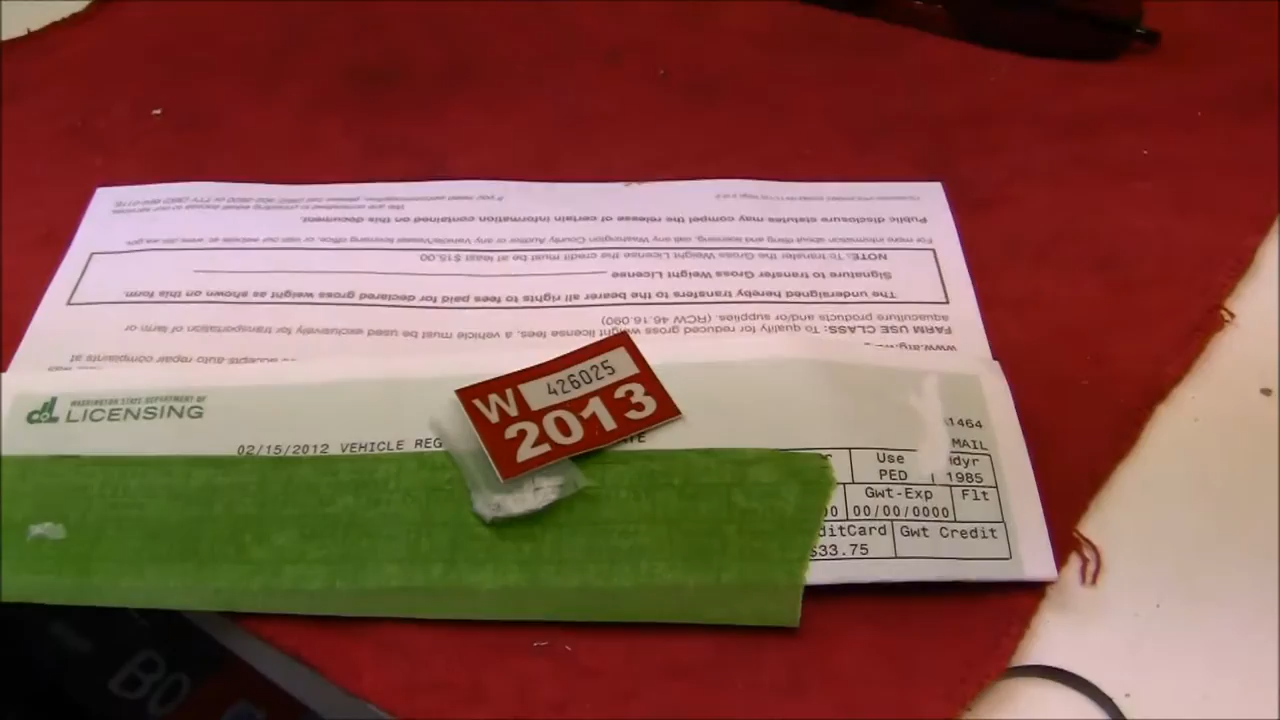 Public disclosure statutes may compel the release of certain information contained on this document.
For more information about titling and licensing, call any Washington County Auditor or any Vehicle/Vessel licensing office, or visit our website at
NOTE: To transfer the Gross Weight License the credit must be at least $15.00
Signature to transfer Gross Weight License
The undersigned hereby transfers to the bearer all rights to fees paid for declared gross weight as shown on this form.
aquaculture products and/or supplies. (RCW 46.16.090)
FARM USE CLASS: To qualify for reduced gross weight license fees, a vehicle must be used exclusively for transportation of farm or
auto repair complaints at
WASHINGTON STATE DEPARTMENT OF
LICENSING
W 426025
2013
1464
02/15/2012 VEHICLE REG
MAIL
Use
PED
1985
Gwt-Exp Flt
00/00/0000
ditCard Gwt Credit
$33.75
BO